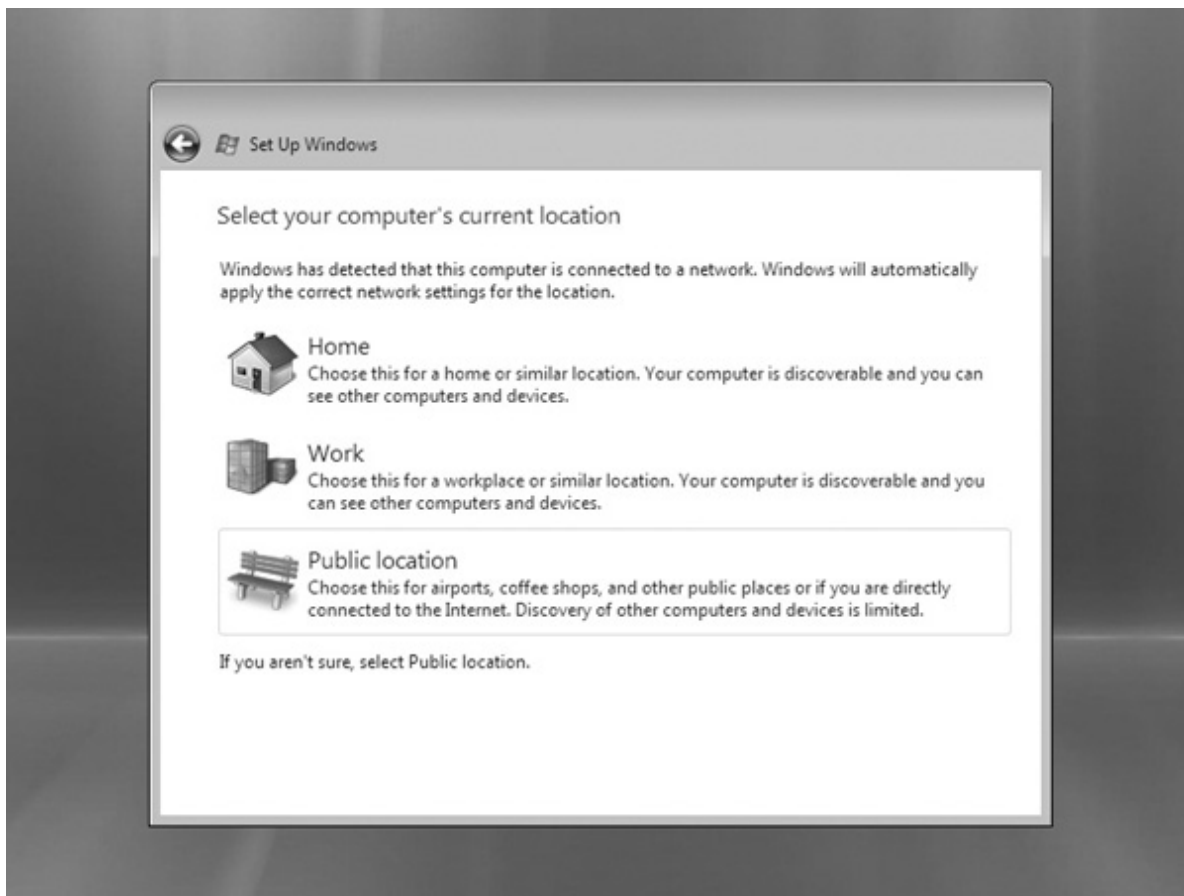 Set Up Windows
Select your computer's current location
Windows has detected that this computer is connected to a network. Windows will automatically
apply the correct network settings for the location.
Home
Choose this for a home or similar location. Your computer is discoverable and you can
see other computers and devices.
Work
Choose this for a workplace or similar location. Your computer is discoverable and you
can see other computers and devices.
Public location
Choose this for airports, coffee shops, and other public places or if you are directly
connected to the Internet. Discovery of other computers and devices is limited.
If you aren't sure, select Public location.